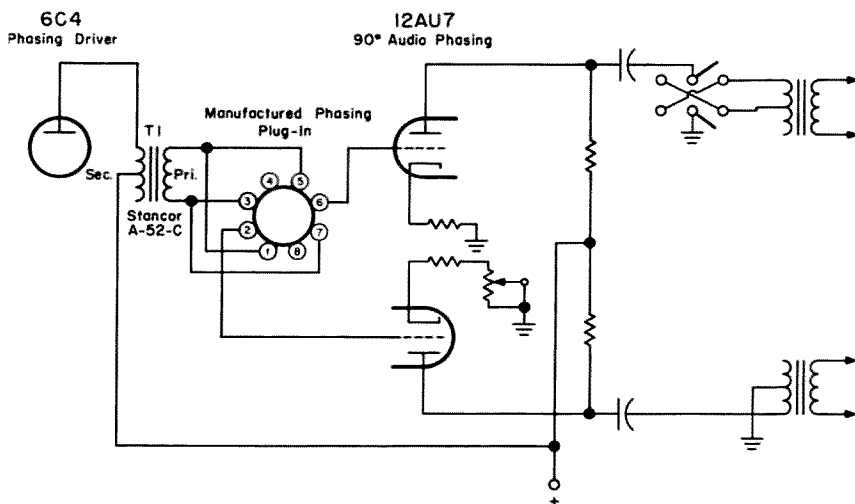 6C4
Phasing Driver
12AU7
90° Audio Phasing
Manufactured Phasing
Plug-In
T1
Sec.
Pri.
Stancor
A-52-C
4
5
3
6
2
7
1
8
+